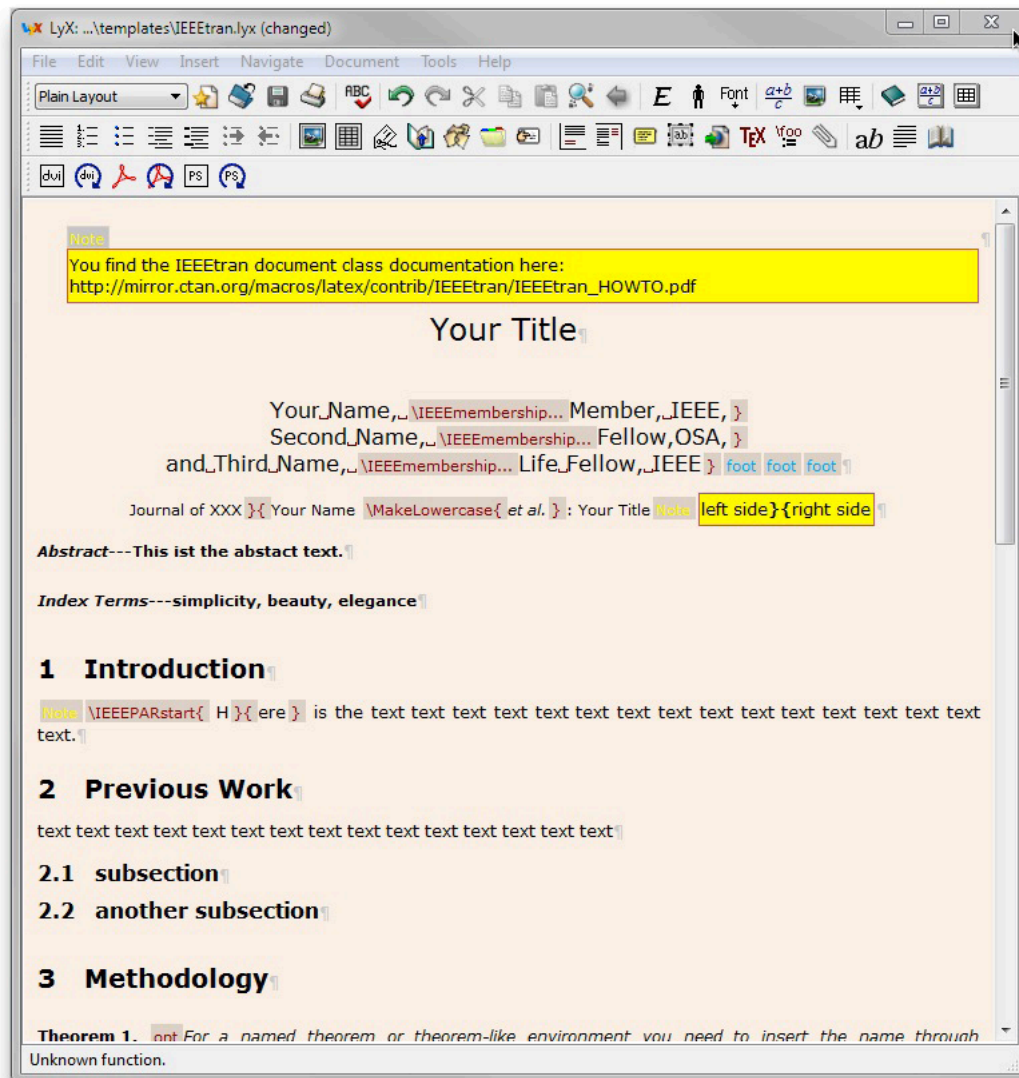 LyX: ...\templates\IEEEtran.lyx (changed)
File Edit View Insert Navigate Document Tools Help
Plain Layout ABC E Font a+b c a+b c
TEX foo ab
dvi dvi PS PS
Note ¶
You find the IEEEtran document class documentation here:
http://mirror.ctan.org/macros/latex/contrib/IEEEtran/IEEEtran_HOWTO.pdf
Your Title¶
Your␣Name,␣\IEEEmembership... Member,␣IEEE, }
Second␣Name,␣\IEEEmembership... Fellow,OSA, }
and␣Third␣Name,␣\IEEEmembership... Life␣Fellow,␣IEEE } foot foot foot ¶
Journal of XXX }{ Your Name \MakeLowercase{ et al. } : Your Title Note left side}{right side ¶
Abstract---This ist the abstact text.¶
Index Terms---simplicity, beauty, elegance¶
1 Introduction¶
Note \IEEEPARstart{ H }{ ere } is the text text text text text text text text text text text text text text text text
text.¶
2 Previous Work¶
text text text text text text text text text text text text text text text¶
2.1 subsection¶
2.2 another subsection¶
3 Methodology¶
Theorem 1. opt For a named theorem or theorem-like environment you need to insert the name through
Unknown function.